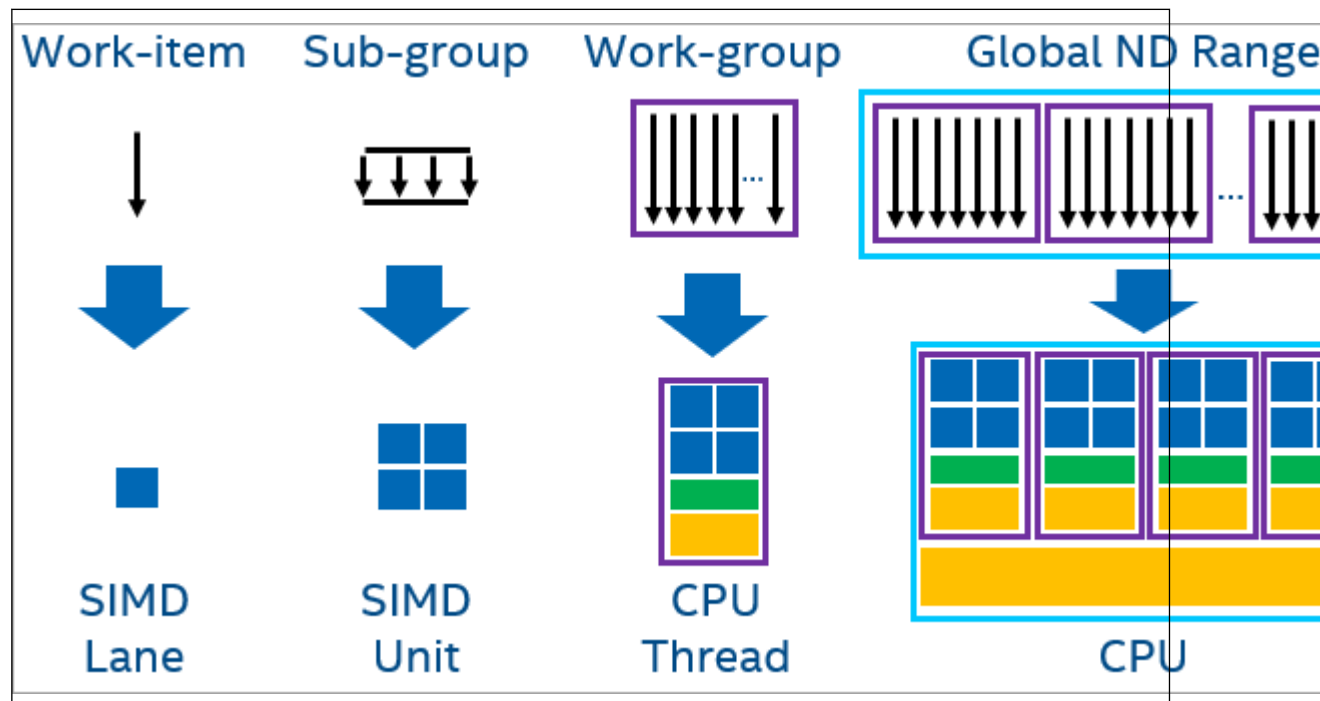 Work-item
Sub-group
Work-group
Global ND Range
...
...
SIMD
Lane
SIMD
Unit
CPU
Thread
CPU